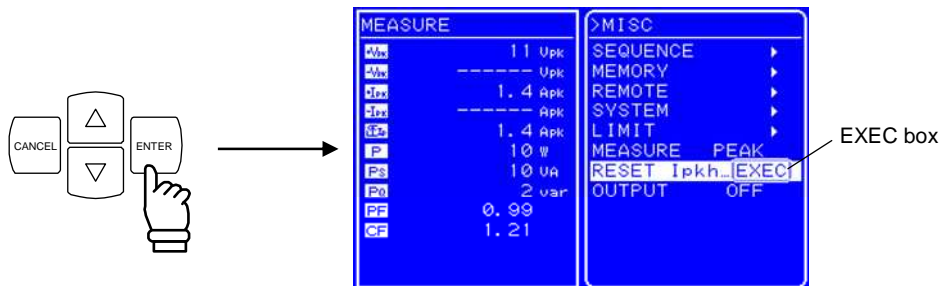 CANCEL
ENTER
MEASURE
+Vpk 11 Vpk
-Vpk ------ Vpk
+Ipk 1.4 Apk
-Ipk ------ Apk
1.4 Apk
P 10 W
PS 10 VA
PQ 2 var
PF 0.99
CF 1.21
>MISC
SEQUENCE
MEMORY
REMOTE
SYSTEM
LIMIT
MEASURE PEAK
RESET Ipkh…[EXEC]
OUTPUT OFF
EXEC box